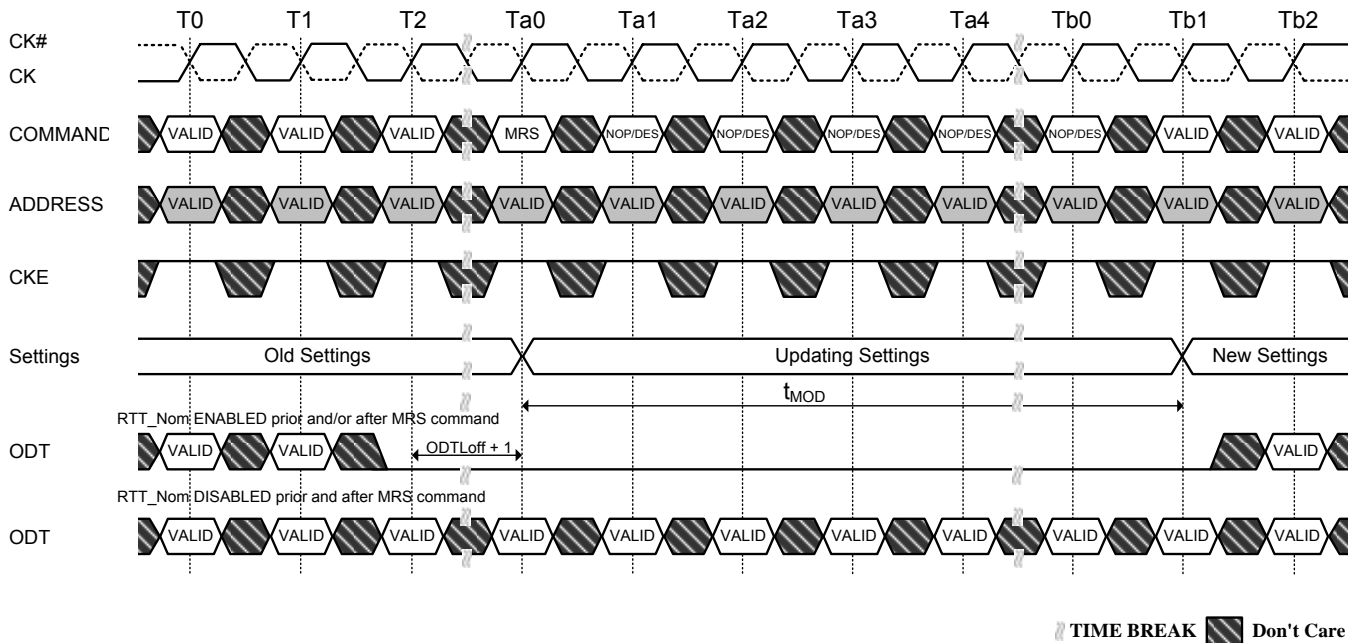 T0 T1 T2 Ta0 Ta1 Ta2 Ta3 Ta4 Tb0 Tb1 Tb2
CK#
CK
COMMAND VALID VALID VALID MRS NOP/DES NOP/DES NOP/DES NOP/DES NOP/DES VALID VALID
ADDRESS VALID VALID VALID VALID VALID VALID VALID VALID VALID VALID VALID
CKE
Settings Old Settings Updating Settings New Settings
tMOD
RTT_Nom ENABLED prior and/or after MRS command
ODT VALID VALID ODTLoff + 1 VALID
RTT_Nom DISABLED prior and after MRS command
ODT VALID VALID VALID VALID VALID VALID VALID VALID VALID VALID VALID
TIME BREAK Don't Care